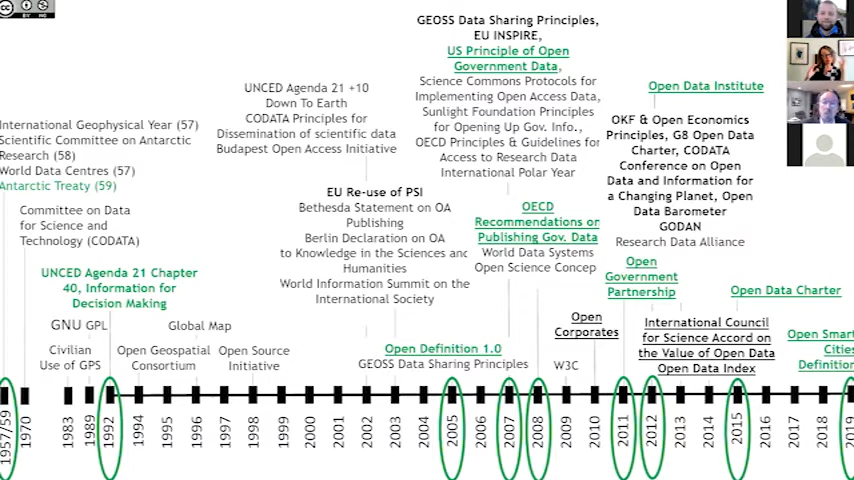 BY NC
GEOSS Data Sharing Principles,
EU INSPIRE,
US Principle of Open
Government Data,
Science Commons Protocols for
Implementing Open Access Data,
Sunlight Foundation Principles
for Opening Up Gov. Info.,
OECD Principles & Guidelines for
Access to Research Data
International Polar Year
UNCED Agenda 21 +10
Down To Earth
CODATA Principles for
Dissemination of scientific data
Budapest Open Access Initiative
Open Data Institute
OKF & Open Economics
Principles, G8 Open Data
Charter, CODATA
Conference on Open
Data and Information for
a Changing Planet, Open
Data Barometer
GODAN
Research Data Alliance
International Geophysical Year (57)
Scientific Committee on Antarctic
Research (58)
World Data Centres (57)
Antarctic Treaty (59)
Committee on Data
for Science and
Technology (CODATA)
EU Re-use of PSI
Bethesda Statement on OA
Publishing
Berlin Declaration on OA
to Knowledge in the Sciences and
Humanities
World Information Summit on the
International Society
OECD
Recommendations on
Publishing Gov. Data
World Data Systems
Open Science Concep
UNCED Agenda 21 Chapter
40, Information for
Decision Making
Open
Government
Partnership
Open Data Charter
GNU GPL
Global Map
Open
Corporates
International Council
for Science Accord on
the Value of Open Data
Open Data Index
Open Smar
Cities
Definition
Civilian
Use of GPS
Open Geospatial
Consortium
Open Source
Initiative
Open Definition 1.0
GEOSS Data Sharing Principles
W3C
1957/59
1970
1983
1989
1992
1994
1995
1996
1997
1998
1999
2000
2001
2002
2003
2004
2005
2006
2007
2008
2009
2010
2011
2012
2013
2014
2015
2016
2017
2018
2019